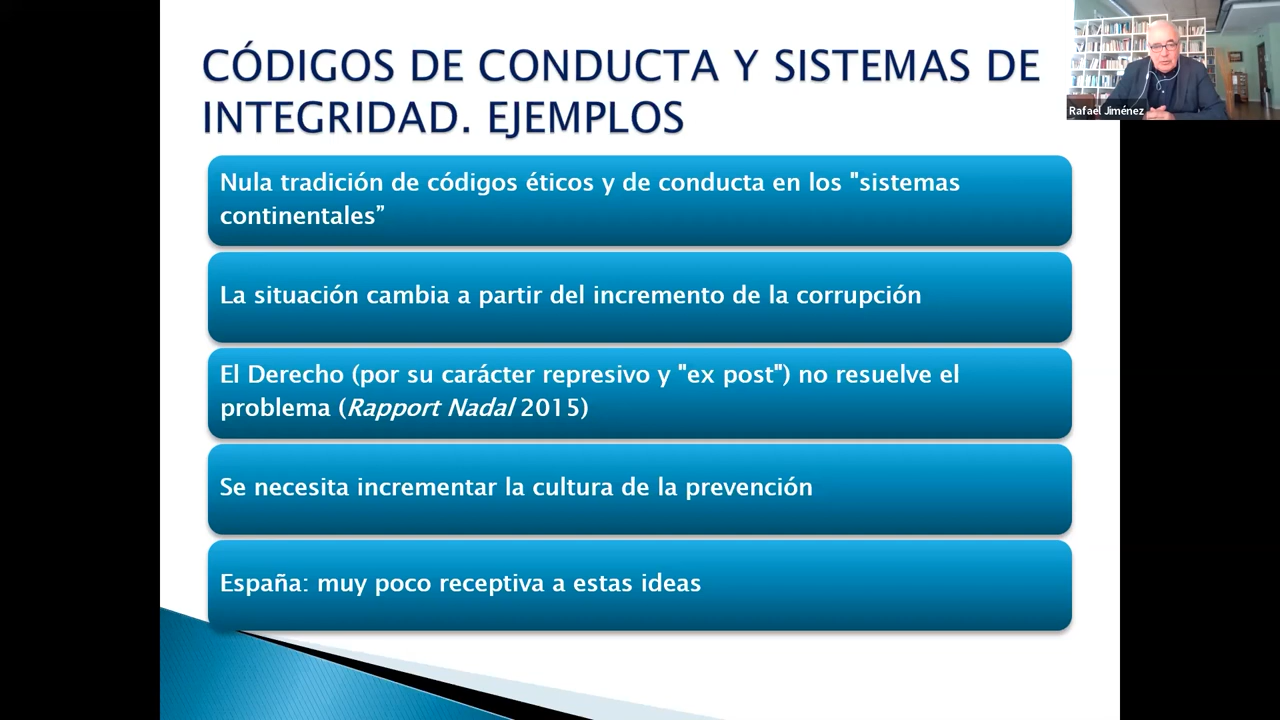 CÓDIGOS DE CONDUCTA Y SISTEMAS DE
INTEGRIDAD. EJEMPLOS
Rafael Jiménez
Nula tradición de códigos éticos y de conducta en los "sistemas
continentales”
La situación cambia a partir del incremento de la corrupción
El Derecho (por su carácter represivo y "ex post") no resuelve el
problema (Rapport Nadal 2015)
Se necesita incrementar la cultura de la prevención
España: muy poco receptiva a estas ideas